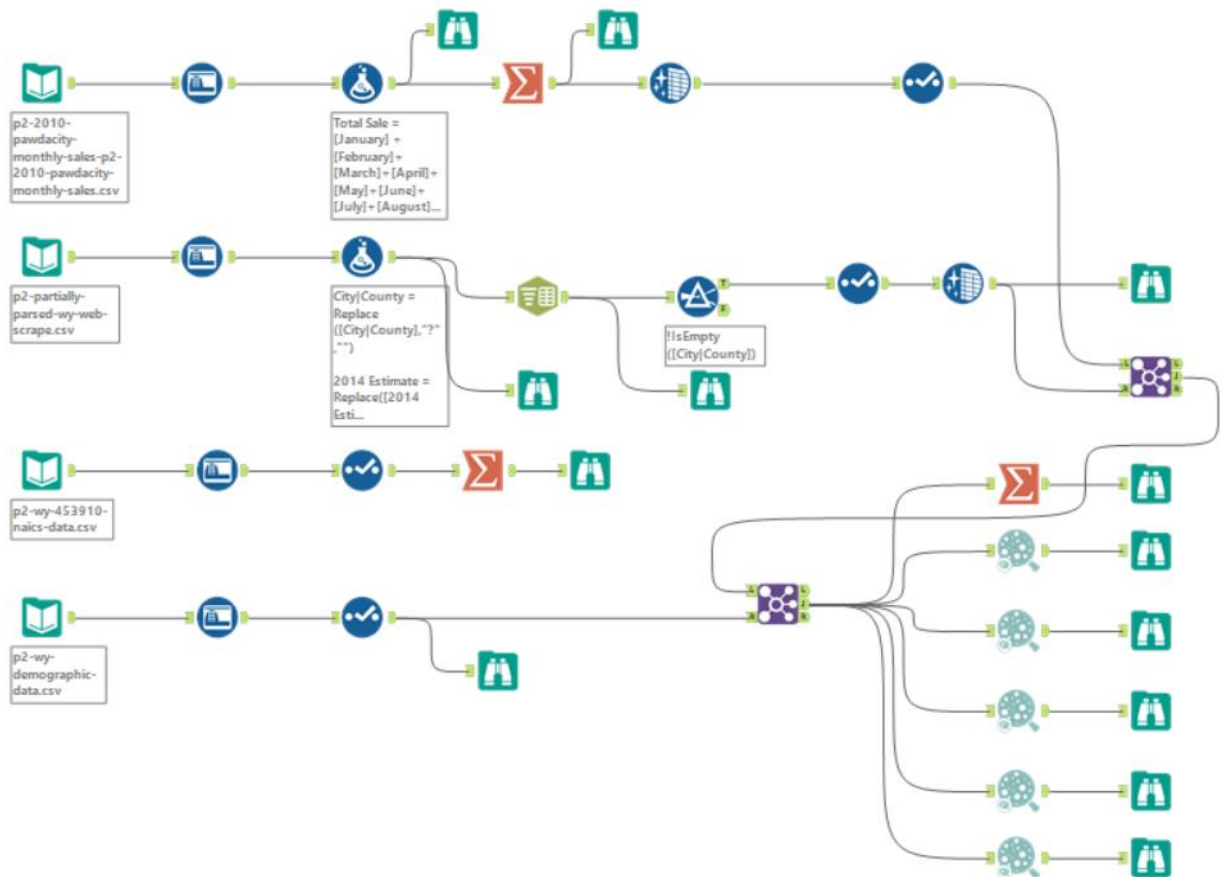 p2-2010-
pawdacity-
monthly-sales-p2-
2010-pawdacity-
monthly-sales.csv
Total Sale =
[January] +
[February]+
[March]+[April]+
[May]+[June]+
[July]+[August]...
p2-partially-
parsed-wy-web-
scrape.csv
City|County =
Replace
([City|County],"?"
,"")
2014 Estimate =
Replace([2014
Esti...
!IsEmpty
([City|County])
T
F
L
R
L
J
R
p2-wy-453910-
naics-data.csv
L
R
L
J
R
p2-wy-
demographic-
data.csv